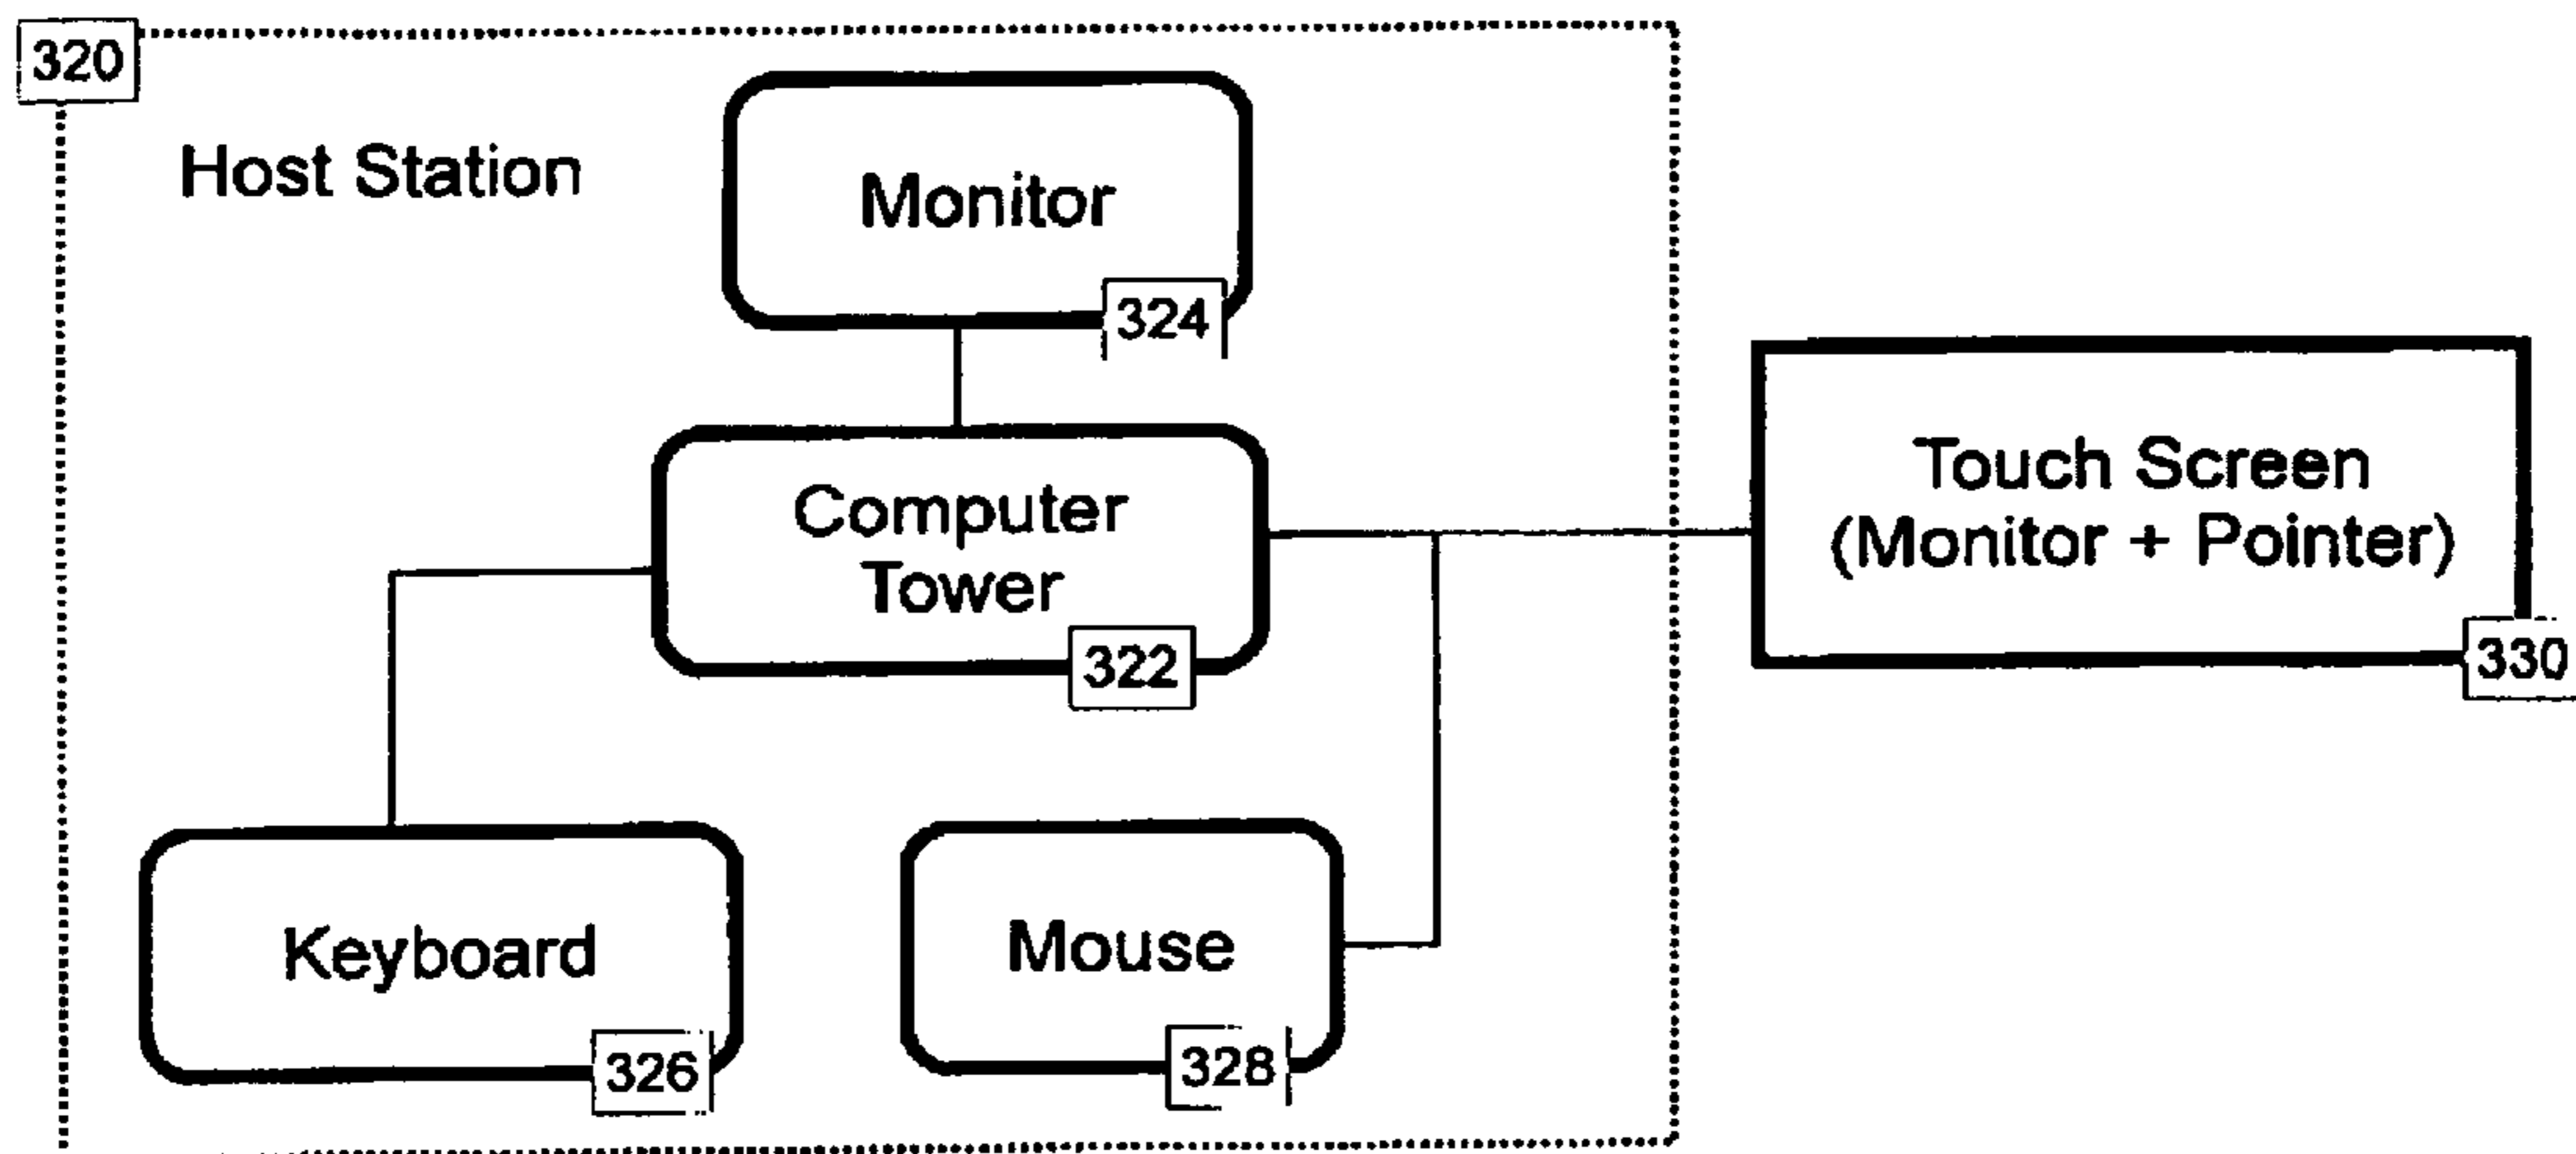 320
Host Station
Monitor
324
Computer
Tower
322
Touch Screen
(Monitor + Pointer)
330
Keyboard
326
Mouse
328